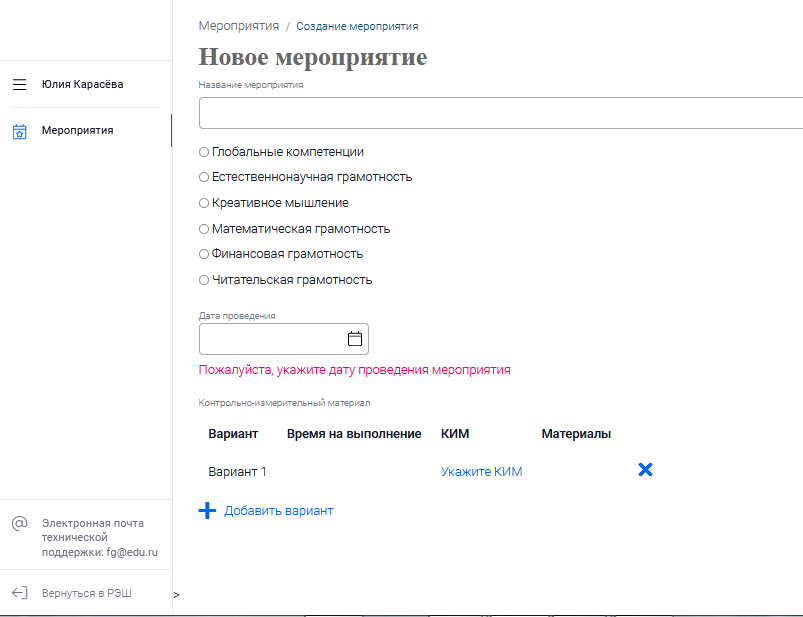 Мероприятия / Создание мероприятия
Новое мероприятие
Название мероприятия
Юлия Карасёва
Мероприятия
Глобальные компетенции
Естественнонаучная грамотность
Креативное мышление
Математическая грамотность
Финансовая грамотность
Читательская грамотность
Дата проведения
Пожалуйста, укажите дату проведения мероприятия
Контрольно-измерительный материал
Вариант Время на выполнение КИМ Материалы
Вариант 1 Укажите КИМ
Добавить вариант
Электронная почта
технической
поддержки: fg@edu.ru
Вернуться в РЭШ >